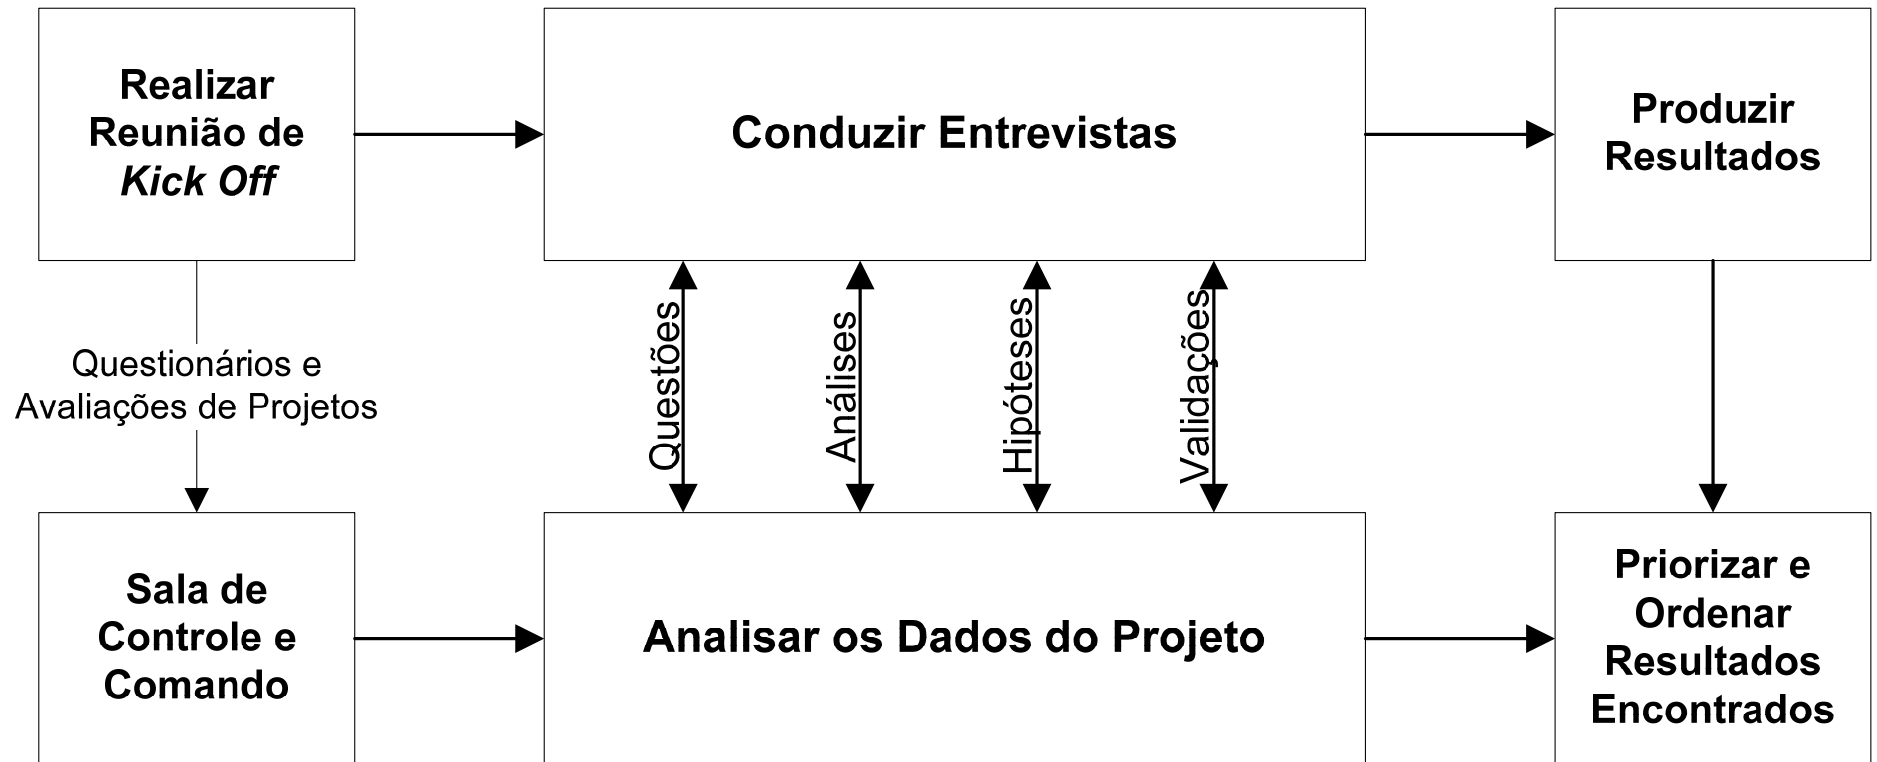 Realizar
Reunião de
Kick Off
Conduzir Entrevistas
Produzir
Resultados
Questionários e
Avaliações de Projetos
Questões
Análises
Hipóteses
Validações
Sala de
Controle e
Comando
Analisar os Dados do Projeto
Priorizar e
Ordenar
Resultados
Encontrados